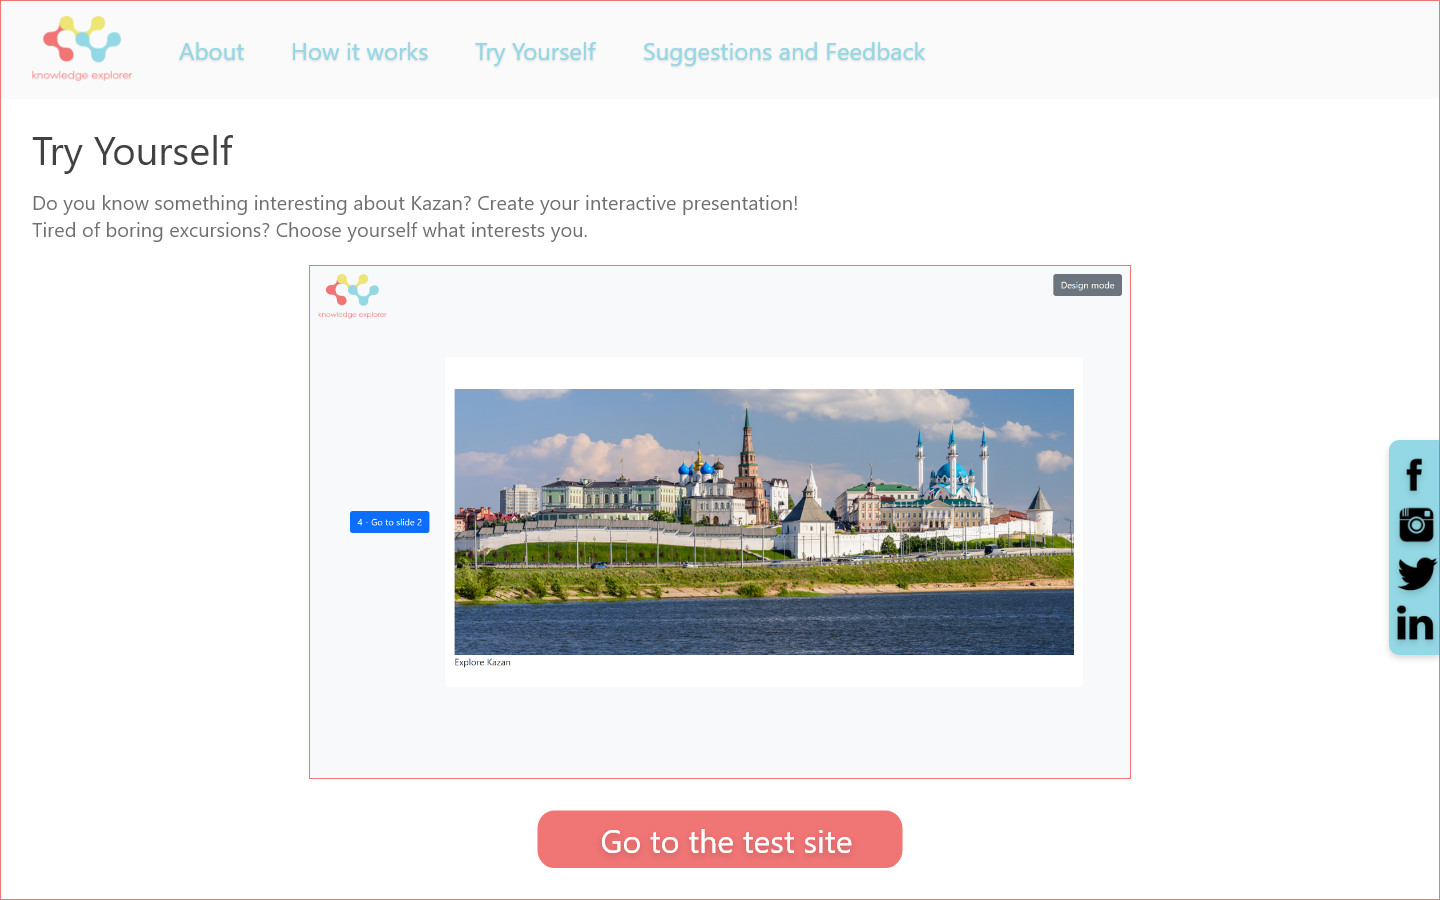 knowledge explorer
About
How it works
Try Yourself
Suggestions and Feedback
Try Yourself
Do you know something interesting about Kazan? Create your interactive presentation!
Tired of boring excursions? Choose yourself what interests you.
knowledge explorer
Design mode
4 - Go to slide 2
Explore Kazan
f
in
Go to the test site